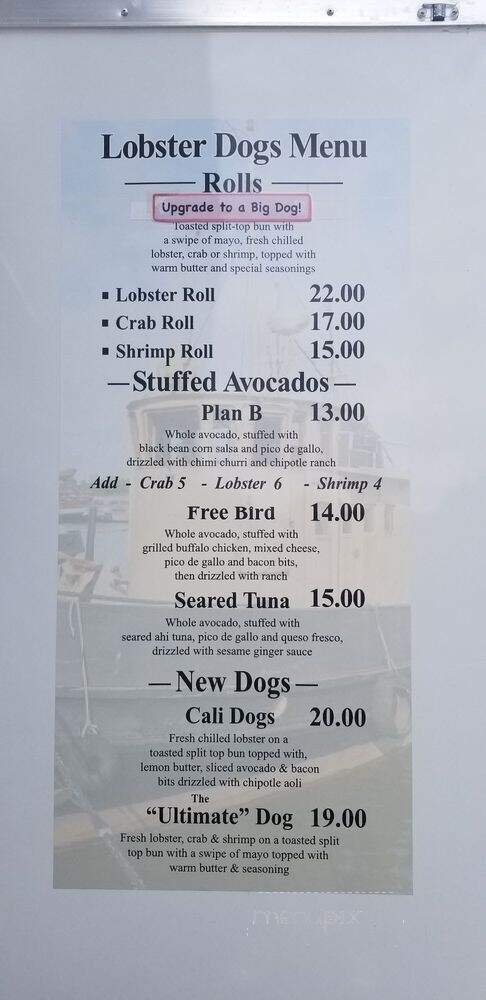 Lobster Dogs Menu
Rolls
Upgrade to a Big Dog!
Toasted split-top bun with
a swipe of mayo, fresh chilled
lobster, crab or shrimp, topped with
warm butter and special seasonings
▪ Lobster Roll 22.00
▪ Crab Roll 17.00
▪ Shrimp Roll 15.00
—Stuffed Avocados—
Plan B 13.00
Whole avocado, stuffed with
black bean corn salsa and pico de gallo,
drizzled with chimi churri and chipotle ranch
Add - Crab 5 - Lobster 6 - Shrimp 4
Free Bird 14.00
Whole avocado, stuffed with
grilled buffalo chicken, mixed cheese,
pico de gallo and bacon bits,
then drizzled with ranch
Seared Tuna 15.00
Whole avocado, stuffed with
seared ahi tuna, pico de gallo and queso fresco,
drizzled with sesame ginger sauce
—New Dogs—
Cali Dogs 20.00
Fresh chilled lobster on a
toasted split top bun topped with,
lemon butter, sliced avocado & bacon
bits drizzled with chipotle aoli
The
“Ultimate” Dog 19.00
Fresh lobster, crab & shrimp on a toasted split
top bun with a swipe of mayo topped with
warm butter & seasoning